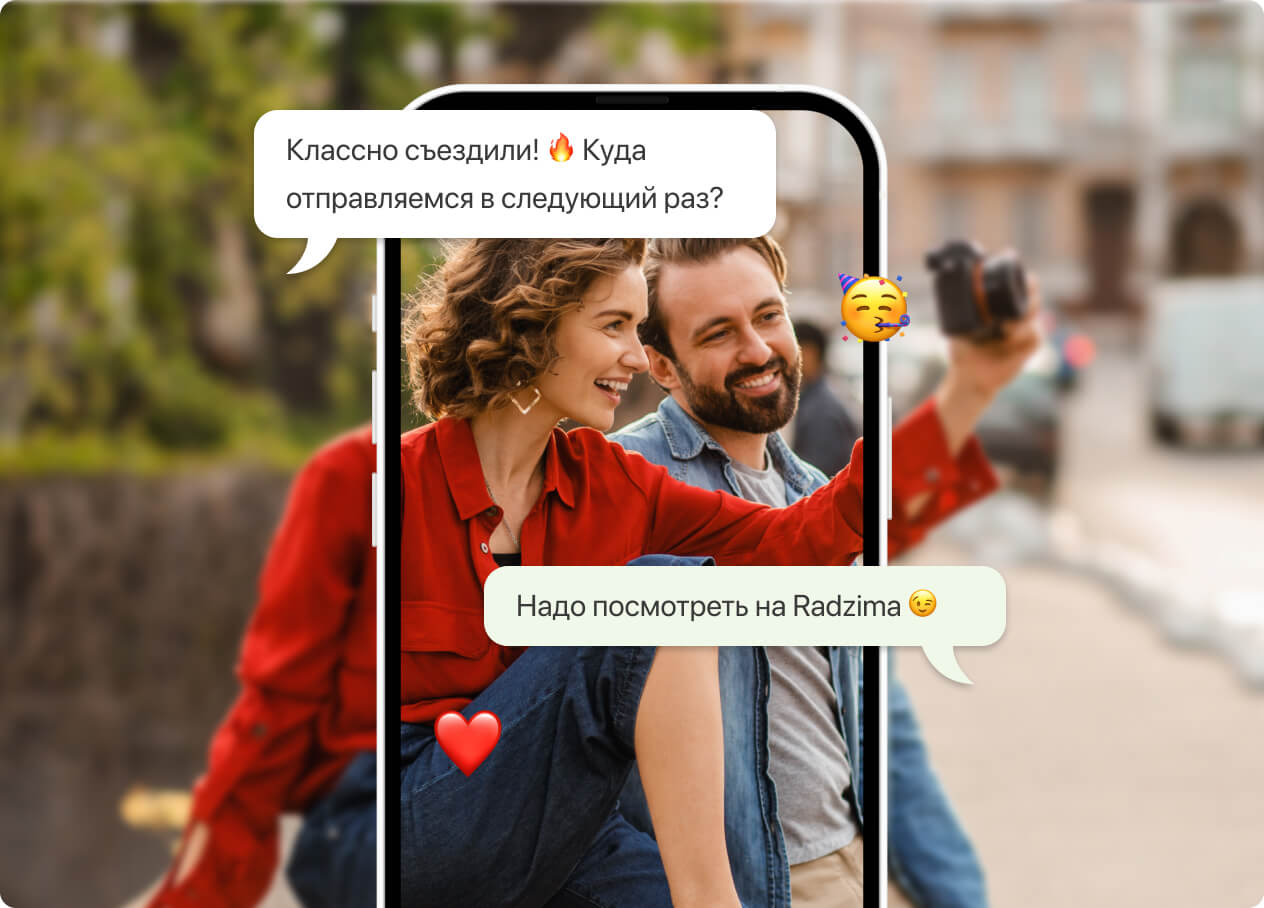 Классно съездили! 🔥 Куда
отправляемся в следующий раз?
Надо посмотреть на Radzima 😉